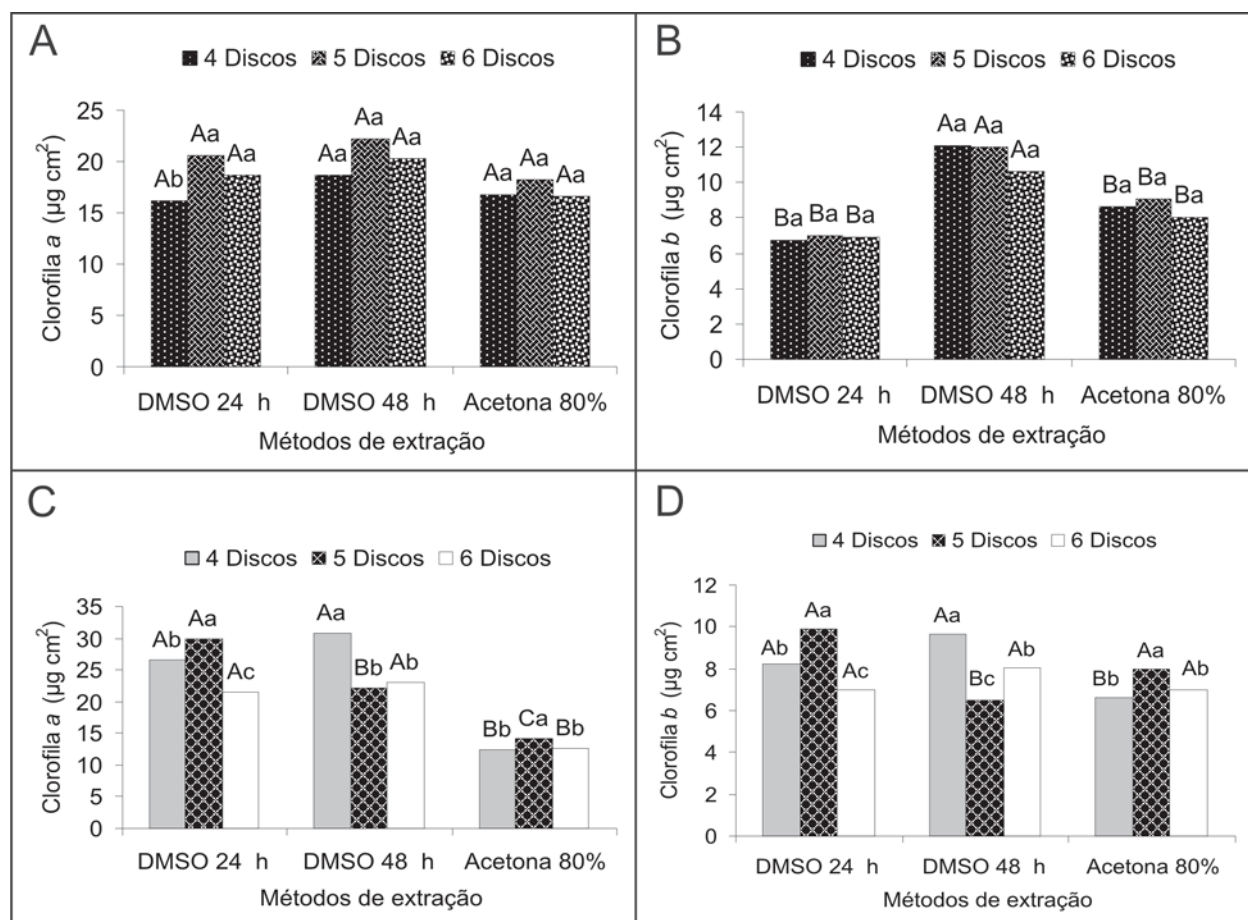 A
4 Discos 5 Discos 6 Discos
Clorofila a (µg cm²)
25
20
15
10
5
0
Ab Aa Aa
Aa Aa Aa
Aa Aa Aa
DMSO 24 h DMSO 48 h Acetona 80%
Métodos de extração
B
4 Discos 5 Discos 6 Discos
Clorofila b (µg cm²)
14
12
10
8
6
4
2
0
Ba Ba Ba
Aa Aa Aa
Ba Ba Ba
DMSO 24 h DMSO 48 h Acetona 80%
Métodos de extração
C
4 Discos 5 Discos 6 Discos
Clorofila a (µg cm²)
35
30
25
20
15
10
5
0
Ab Aa Ac
Aa Bb Ab
Bb Ca Bb
DMSO 24 h DMSO 48 h Acetona 80%
Métodos de extração
D
4 Discos 5 Discos 6 Discos
Clorofila b (µg cm²)
12
10
8
6
4
2
0
Ab Aa Ac
Aa Bc Ab
Bb Aa Ab
DMSO 24 h DMSO 48 h Acetona 80%
Métodos de extração